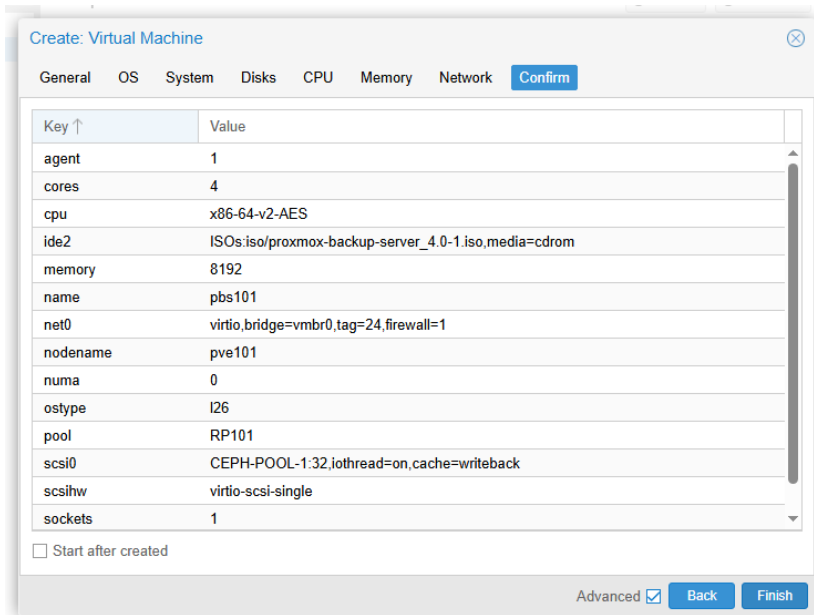 Create: Virtual Machine
General OS System Disks CPU Memory Network Confirm
Key Value
agent 1
cores 4
cpu x86-64-v2-AES
ide2 ISOs:iso/proxmox-backup-server_4.0-1.iso,media=cdrom
memory 8192
name pbs101
net0 virtio,bridge=vmbr0,tag=24,firewall=1
nodename pve101
numa 0
ostype l26
pool RP101
scsi0 CEPH-POOL-1:32,iothread=on,cache=writeback
scsihw virtio-scsi-single
sockets 1
Start after created
Advanced Back Finish